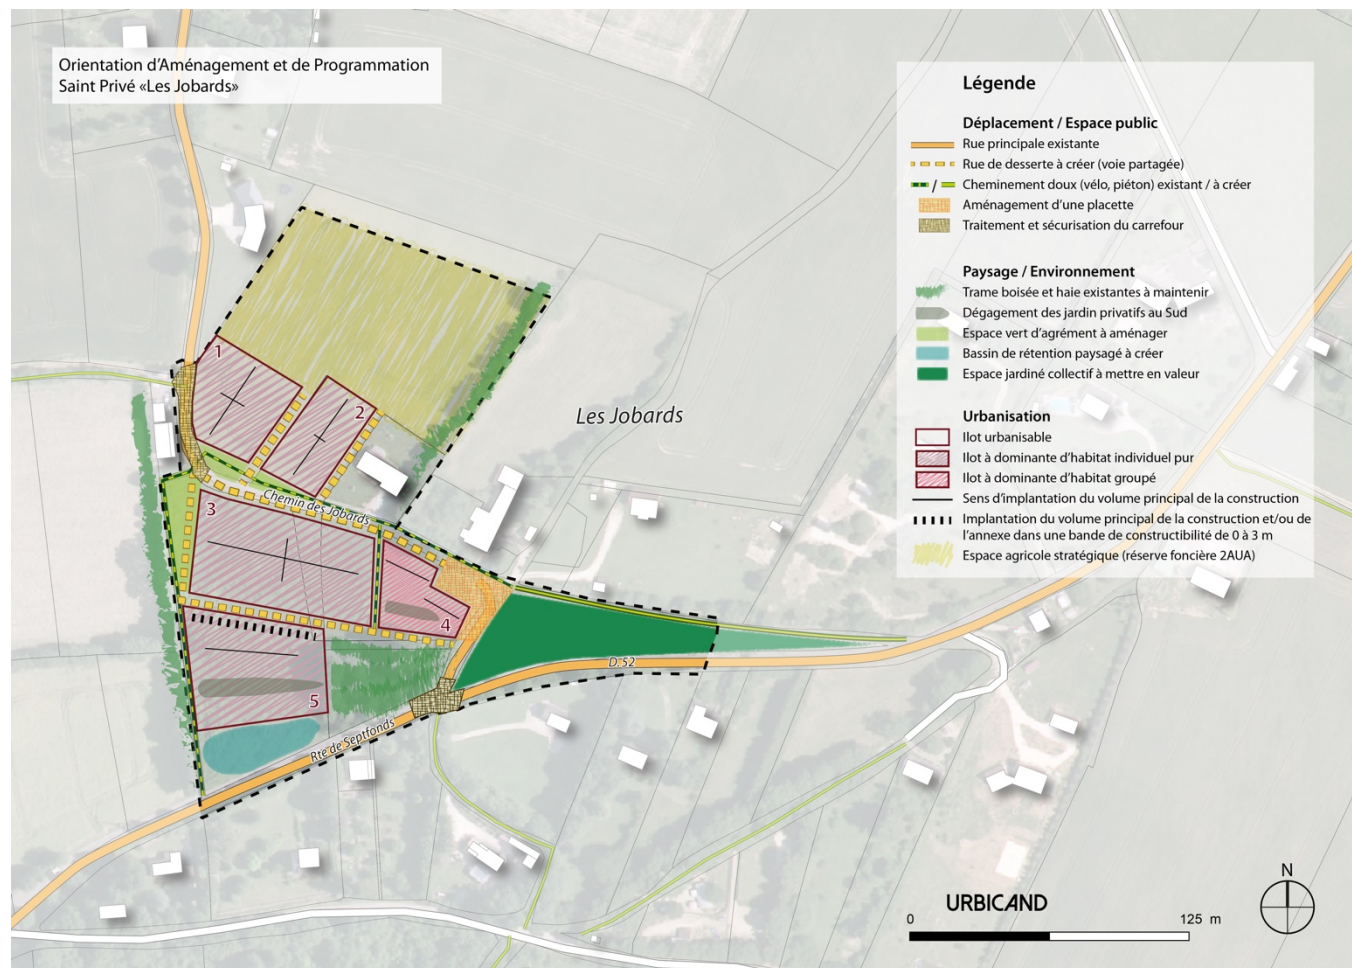 Orientation d'Aménagement et de Programmation
Saint Privé «Les Jobards»
Légende
Déplacement / Espace public
Rue principale existante
Rue de desserte à créer (voie partagée)
/ Cheminement doux (vélo, piéton) existant / à créer
Aménagement d'une placette
Traitement et sécurisation du carrefour
Paysage / Environnement
Trame boisée et haie existantes à maintenir
Dégagement des jardin privatifs au Sud
Espace vert d'agrément à aménager
Bassin de rétention paysagé à créer
Espace jardiné collectif à mettre en valeur
Urbanisation
Ilot urbanisable
Ilot à dominante d'habitat individuel pur
Ilot à dominante d'habitat groupé
Sens d'implantation du volume principal de la construction
Implantation du volume principal de la construction et/ou de
l'annexe dans une bande de constructibilité de 0 à 3 m
Espace agricole stratégique (réserve foncière 2AUA)
1
2
Les Jobards
Chemin des Jobards
3
4
D.52
5
Rte de Septfonds
URBICAND
0
125 m
N